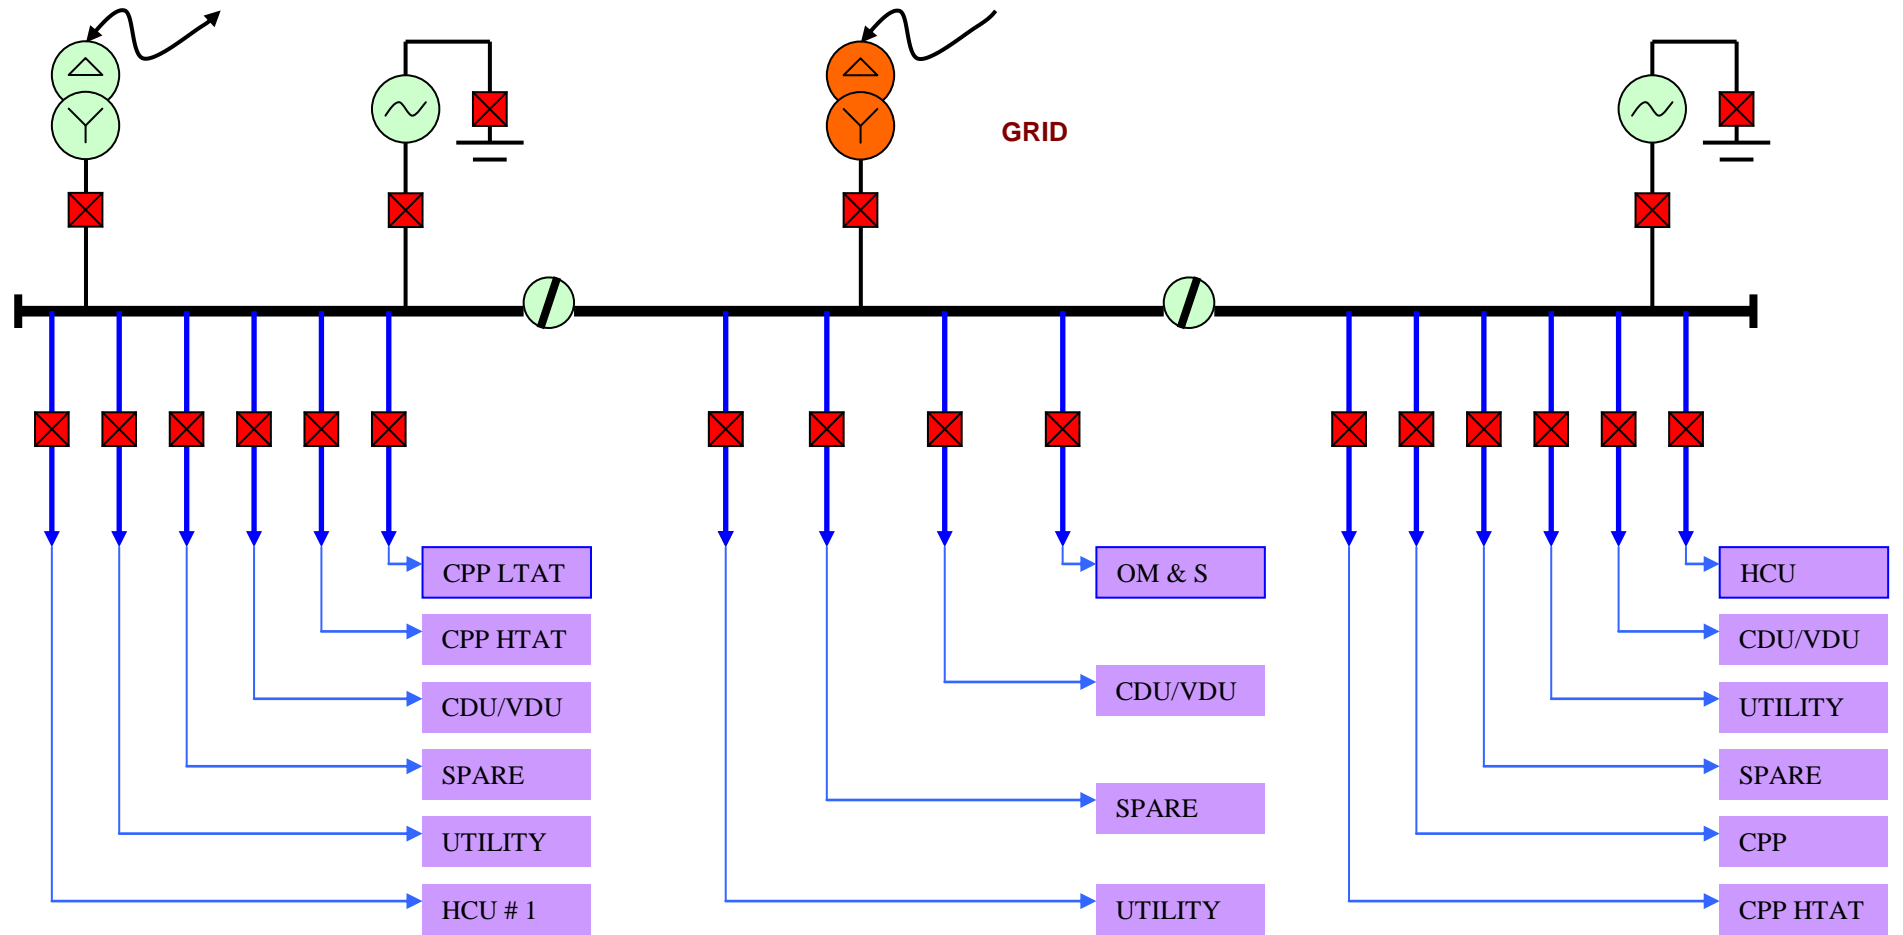 GRID
CPP LTAT
CPP HTAT
CDU/VDU
SPARE
UTILITY
HCU # 1
OM & S
CDU/VDU
SPARE
UTILITY
HCU
CDU/VDU
UTILITY
SPARE
CPP
CPP HTAT